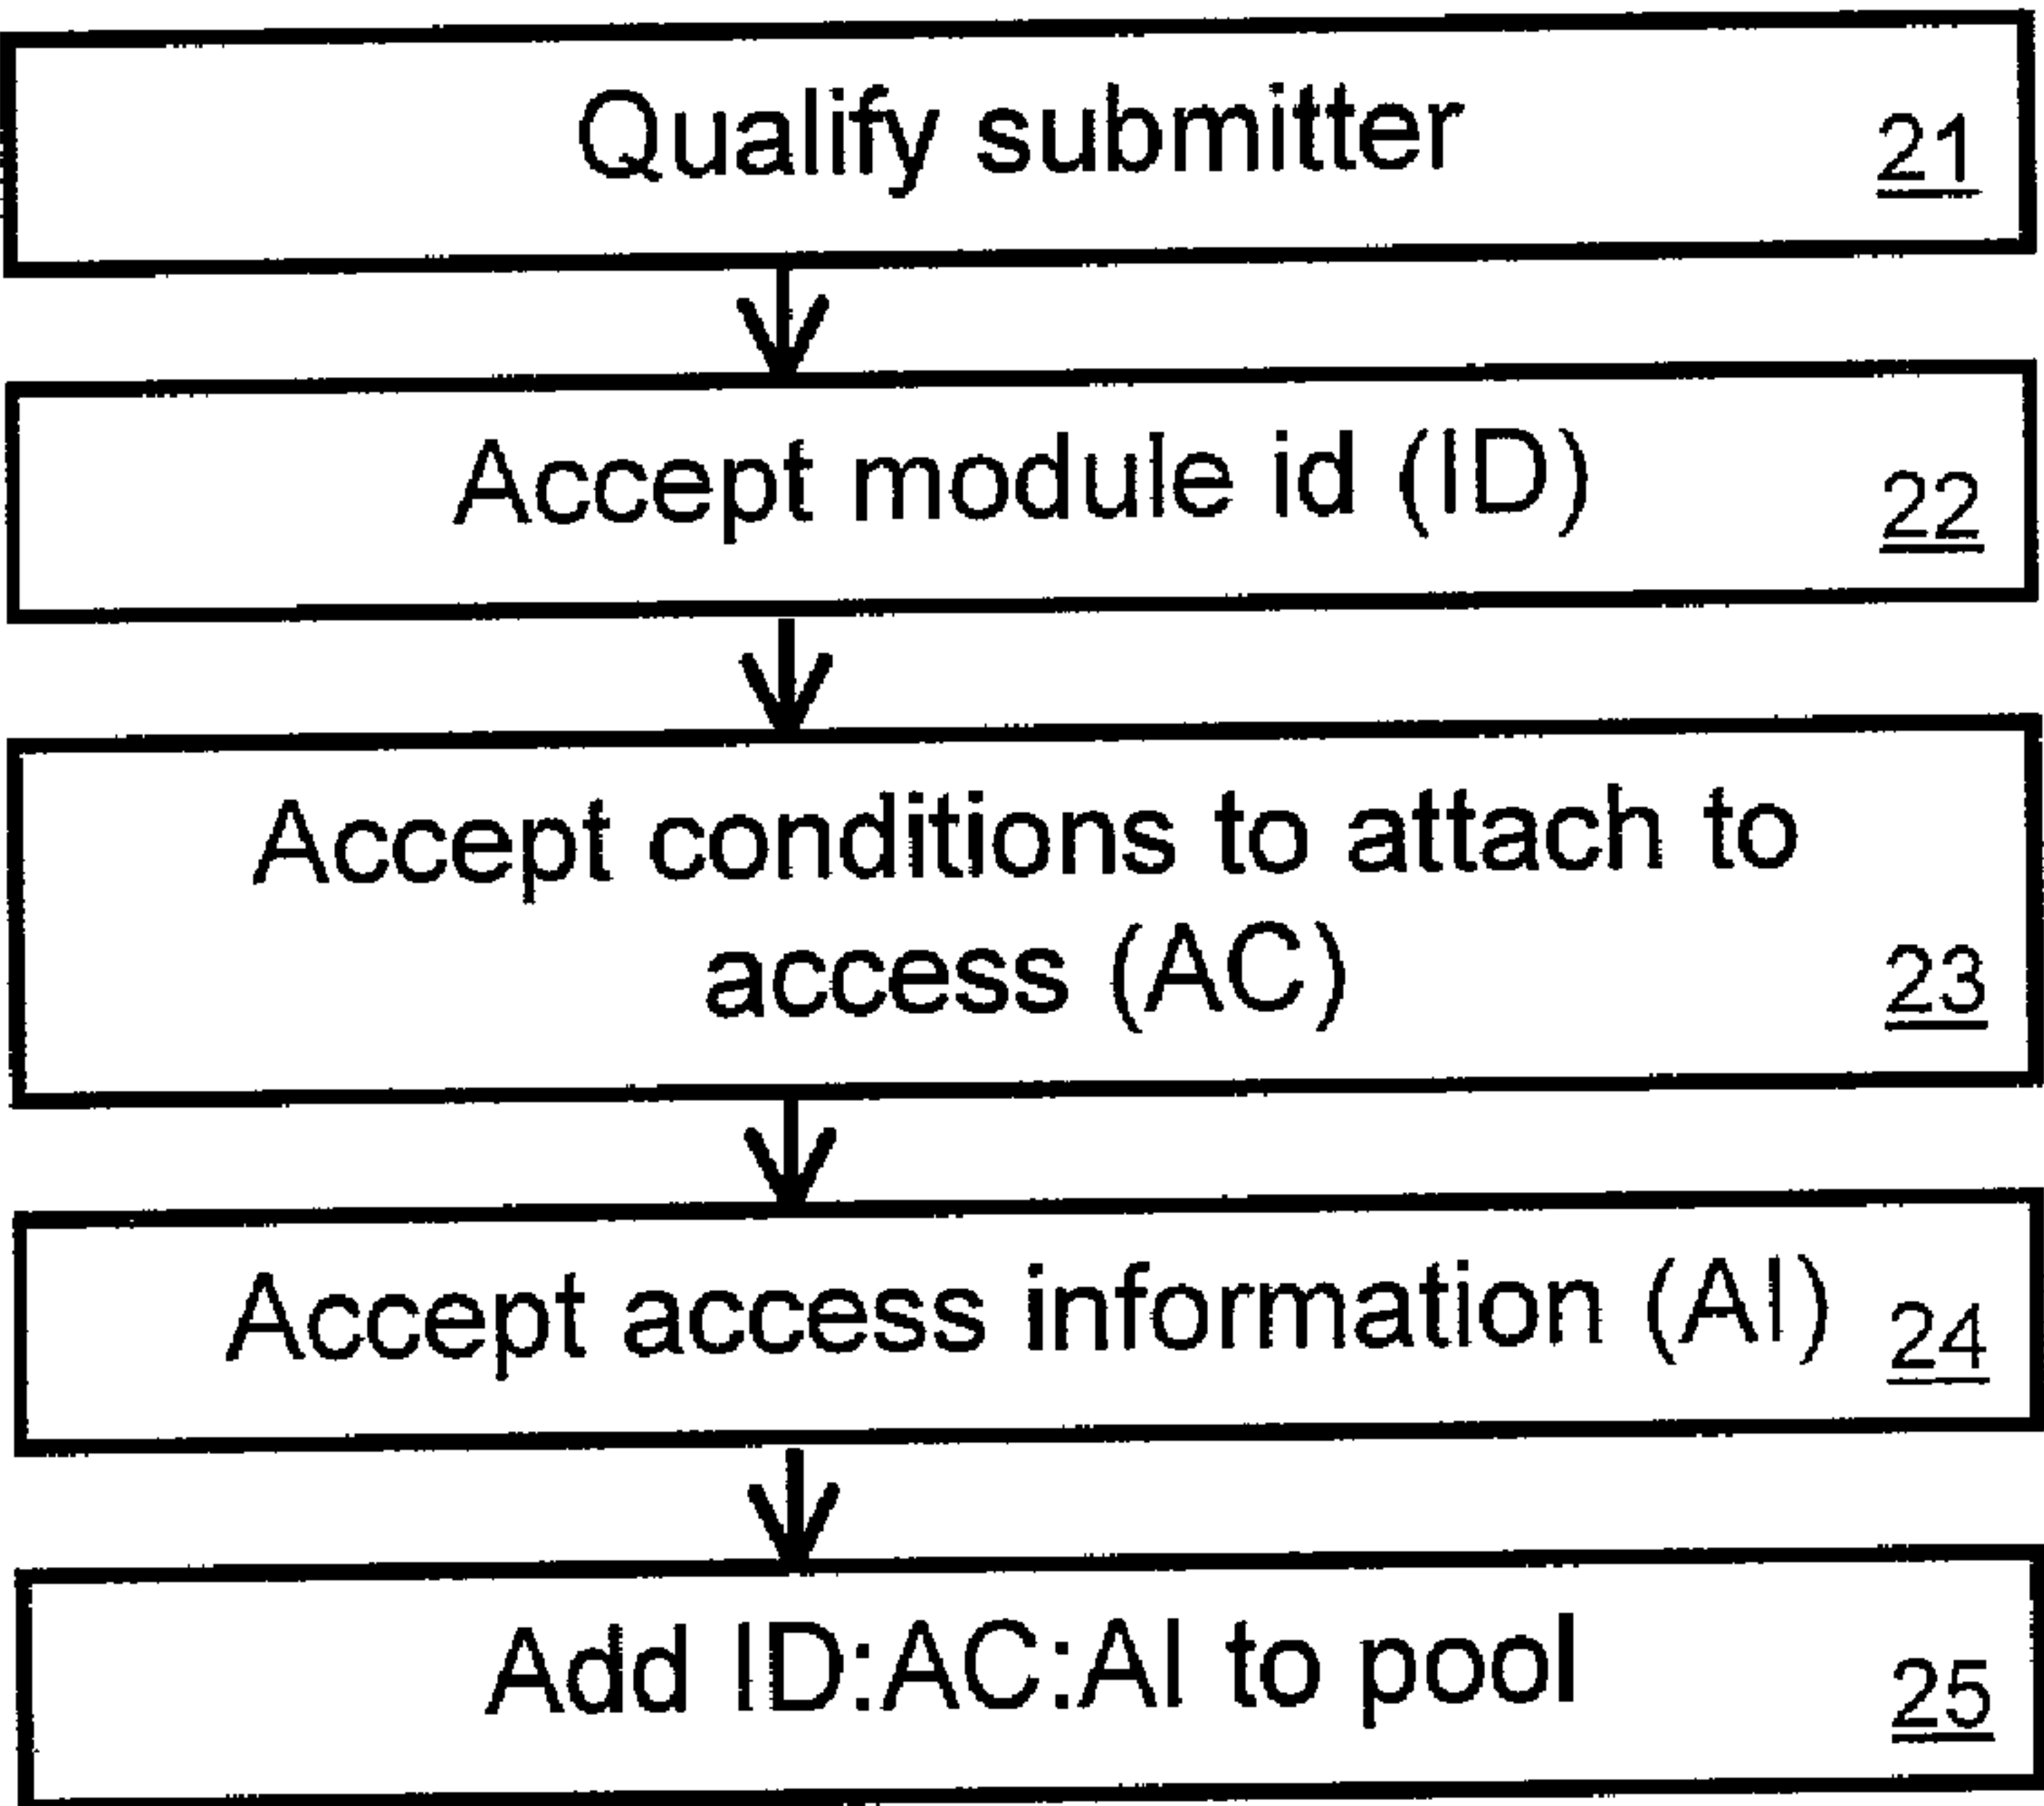 Qualify submitter
21
Accept module id (ID)
22
Accept conditions to attach to
access (AC)
23
Accept access information (AI)
24
Add ID:AC:AI to pool
25